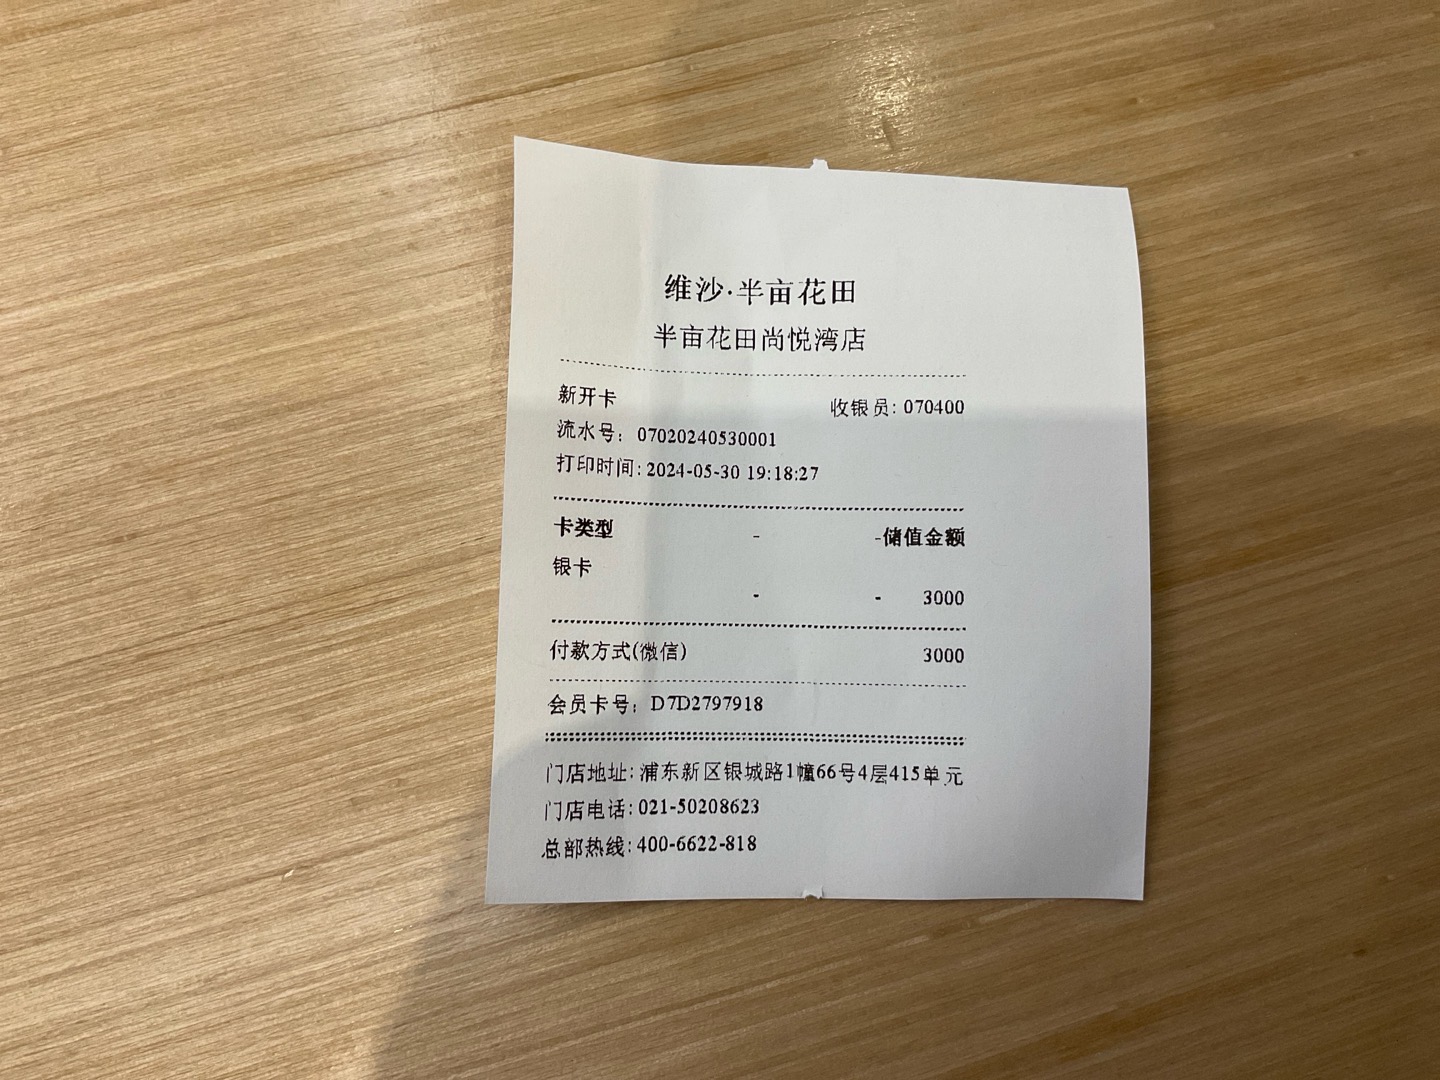 维沙·半亩花田
半亩花田尚悦湾店
新开卡 收银员: 070400
流水号: 07020240530001
打印时间: 2024-05-30 19:18:27
卡类型 - -储值金额
银卡
- - 3000
付款方式(微信) 3000
会员卡号: D7D2797918
门店地址: 浦东新区银城路1幢66号4层415单元
门店电话: 021-50208623
总部热线: 400-6622-818